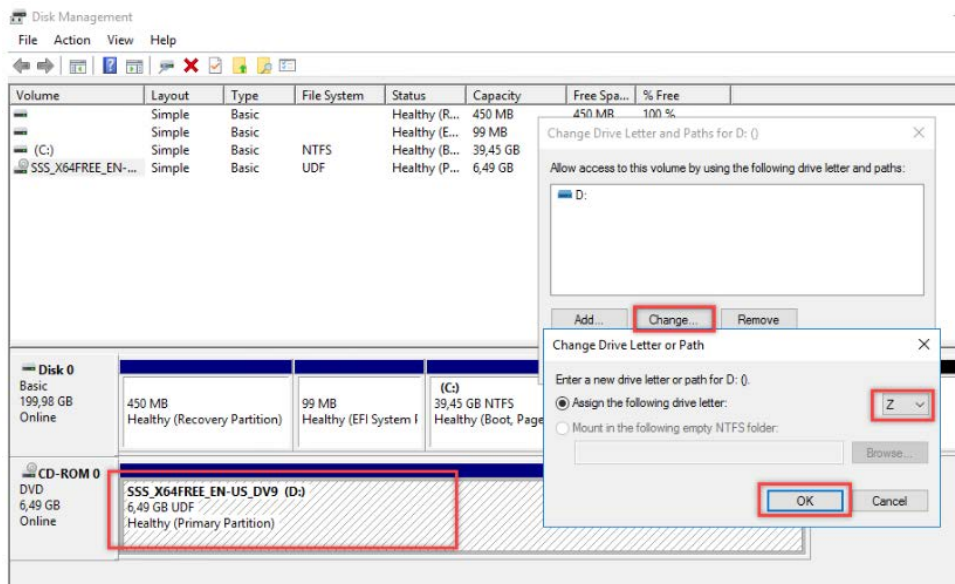 Disk Management
File Action View Help
Volume Layout Type File System Status Capacity Free Spa... % Free
Simple Basic Healthy (R... 450 MB 450 MB 100 %
Simple Basic Healthy (E... 99 MB
(C:) Simple Basic NTFS Healthy (B... 39,45 GB
SSS_X64FREE_EN-... Simple Basic UDF Healthy (P... 6,49 GB
Change Drive Letter and Paths for D: ()
Allow access to this volume by using the following drive letter and paths:
D:
Add... Change... Remove
Change Drive Letter or Path
Enter a new drive letter or path for D: ().
Assign the following drive letter: Z
Mount in the following empty NTFS folder:
Browse...
OK Cancel
Disk 0
Basic
199,98 GB
Online
450 MB
Healthy (Recovery Partition)
99 MB
Healthy (EFI System
(C:)
39,45 GB NTFS
Healthy (Boot, Page
CD-ROM 0
DVD
6,49 GB
Online
SSS_X64FREE_EN-US_DV9 (D:)
6,49 GB UDF
Healthy (Primary Partition)